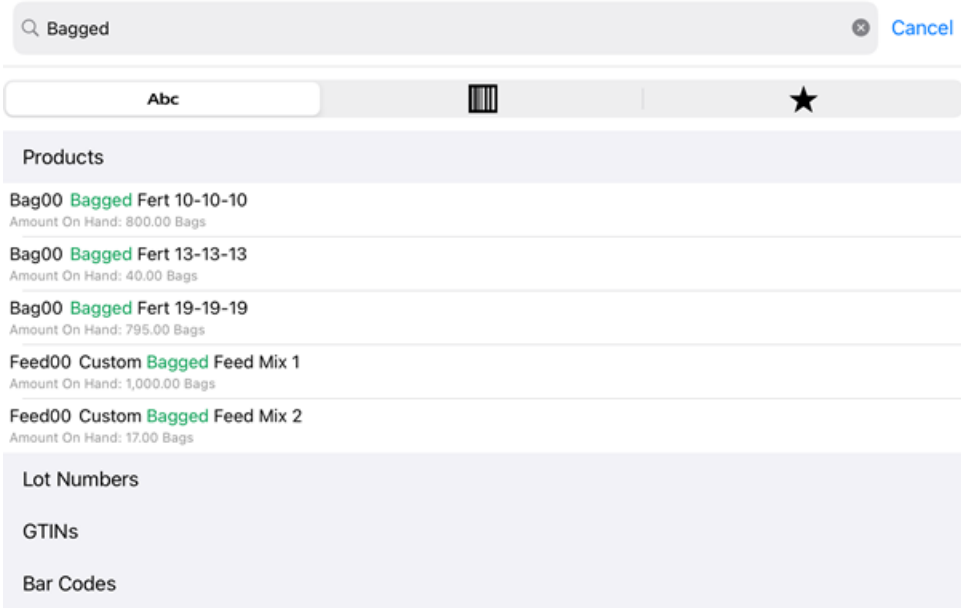 Bagged
Cancel
Abc
Products
Bag00 Bagged Fert 10-10-10
Amount On Hand: 800.00 Bags
Bag00 Bagged Fert 13-13-13
Amount On Hand: 40.00 Bags
Bag00 Bagged Fert 19-19-19
Amount On Hand: 795.00 Bags
Feed00 Custom Bagged Feed Mix 1
Amount On Hand: 1,000.00 Bags
Feed00 Custom Bagged Feed Mix 2
Amount On Hand: 17.00 Bags
Lot Numbers
GTINs
Bar Codes